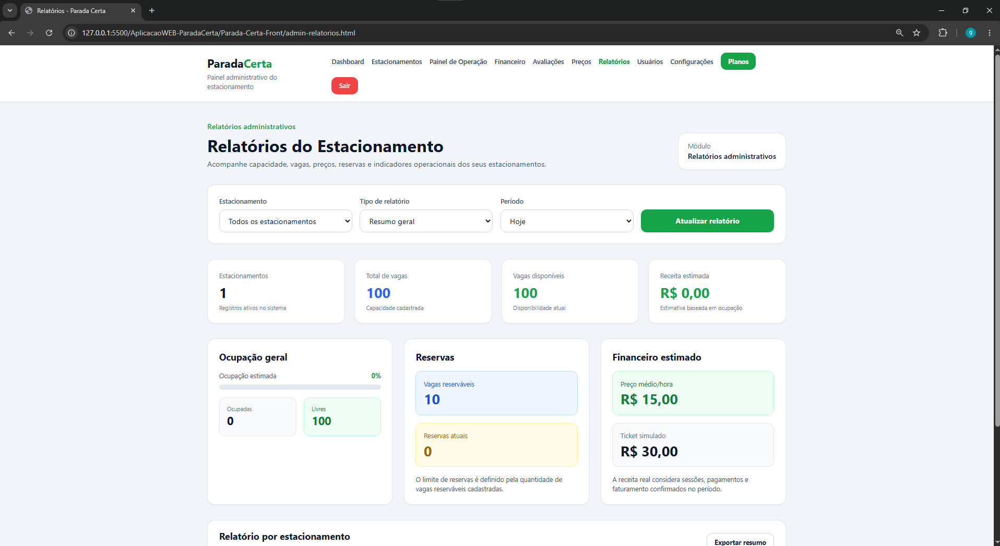 Relatórios - Parada Certa
127.0.0.1:5500/AplicacaoWEB-ParadaCerta/Parada-Certa-Front/admin-relatorios.html
g
ParadaCerta
Painel administrativo do
estacionamento
Dashboard Estacionamentos Painel de Operação Financeiro Avaliações Preços Relatórios Usuários Configurações Planos
Sair
Relatórios administrativos
Relatórios do Estacionamento
Acompanhe capacidade, vagas, preços, reservas e indicadores operacionais dos seus estacionamentos.
Módulo
Relatórios administrativos
Estacionamento
Todos os estacionamentos
Tipo de relatório
Resumo geral
Período
Hoje
Atualizar relatório
Estacionamentos
1
Registros ativos no sistema
Total de vagas
100
Capacidade cadastrada
Vagas disponíveis
100
Disponibilidade atual
Receita estimada
R$ 0,00
Estimativa baseada em ocupação
Ocupação geral
Ocupação estimada 0%
Ocupadas
0
Livres
100
Reservas
Vagas reserváveis
10
Reservas atuais
0
O limite de reservas é definido pela quantidade de
vagas reserváveis cadastradas.
Financeiro estimado
Preço médio/hora
R$ 15,00
Ticket simulado
R$ 30,00
A receita real considera sessões, pagamentos e
faturamento confirmados no período.
Relatório por estacionamento
Exportar resumo